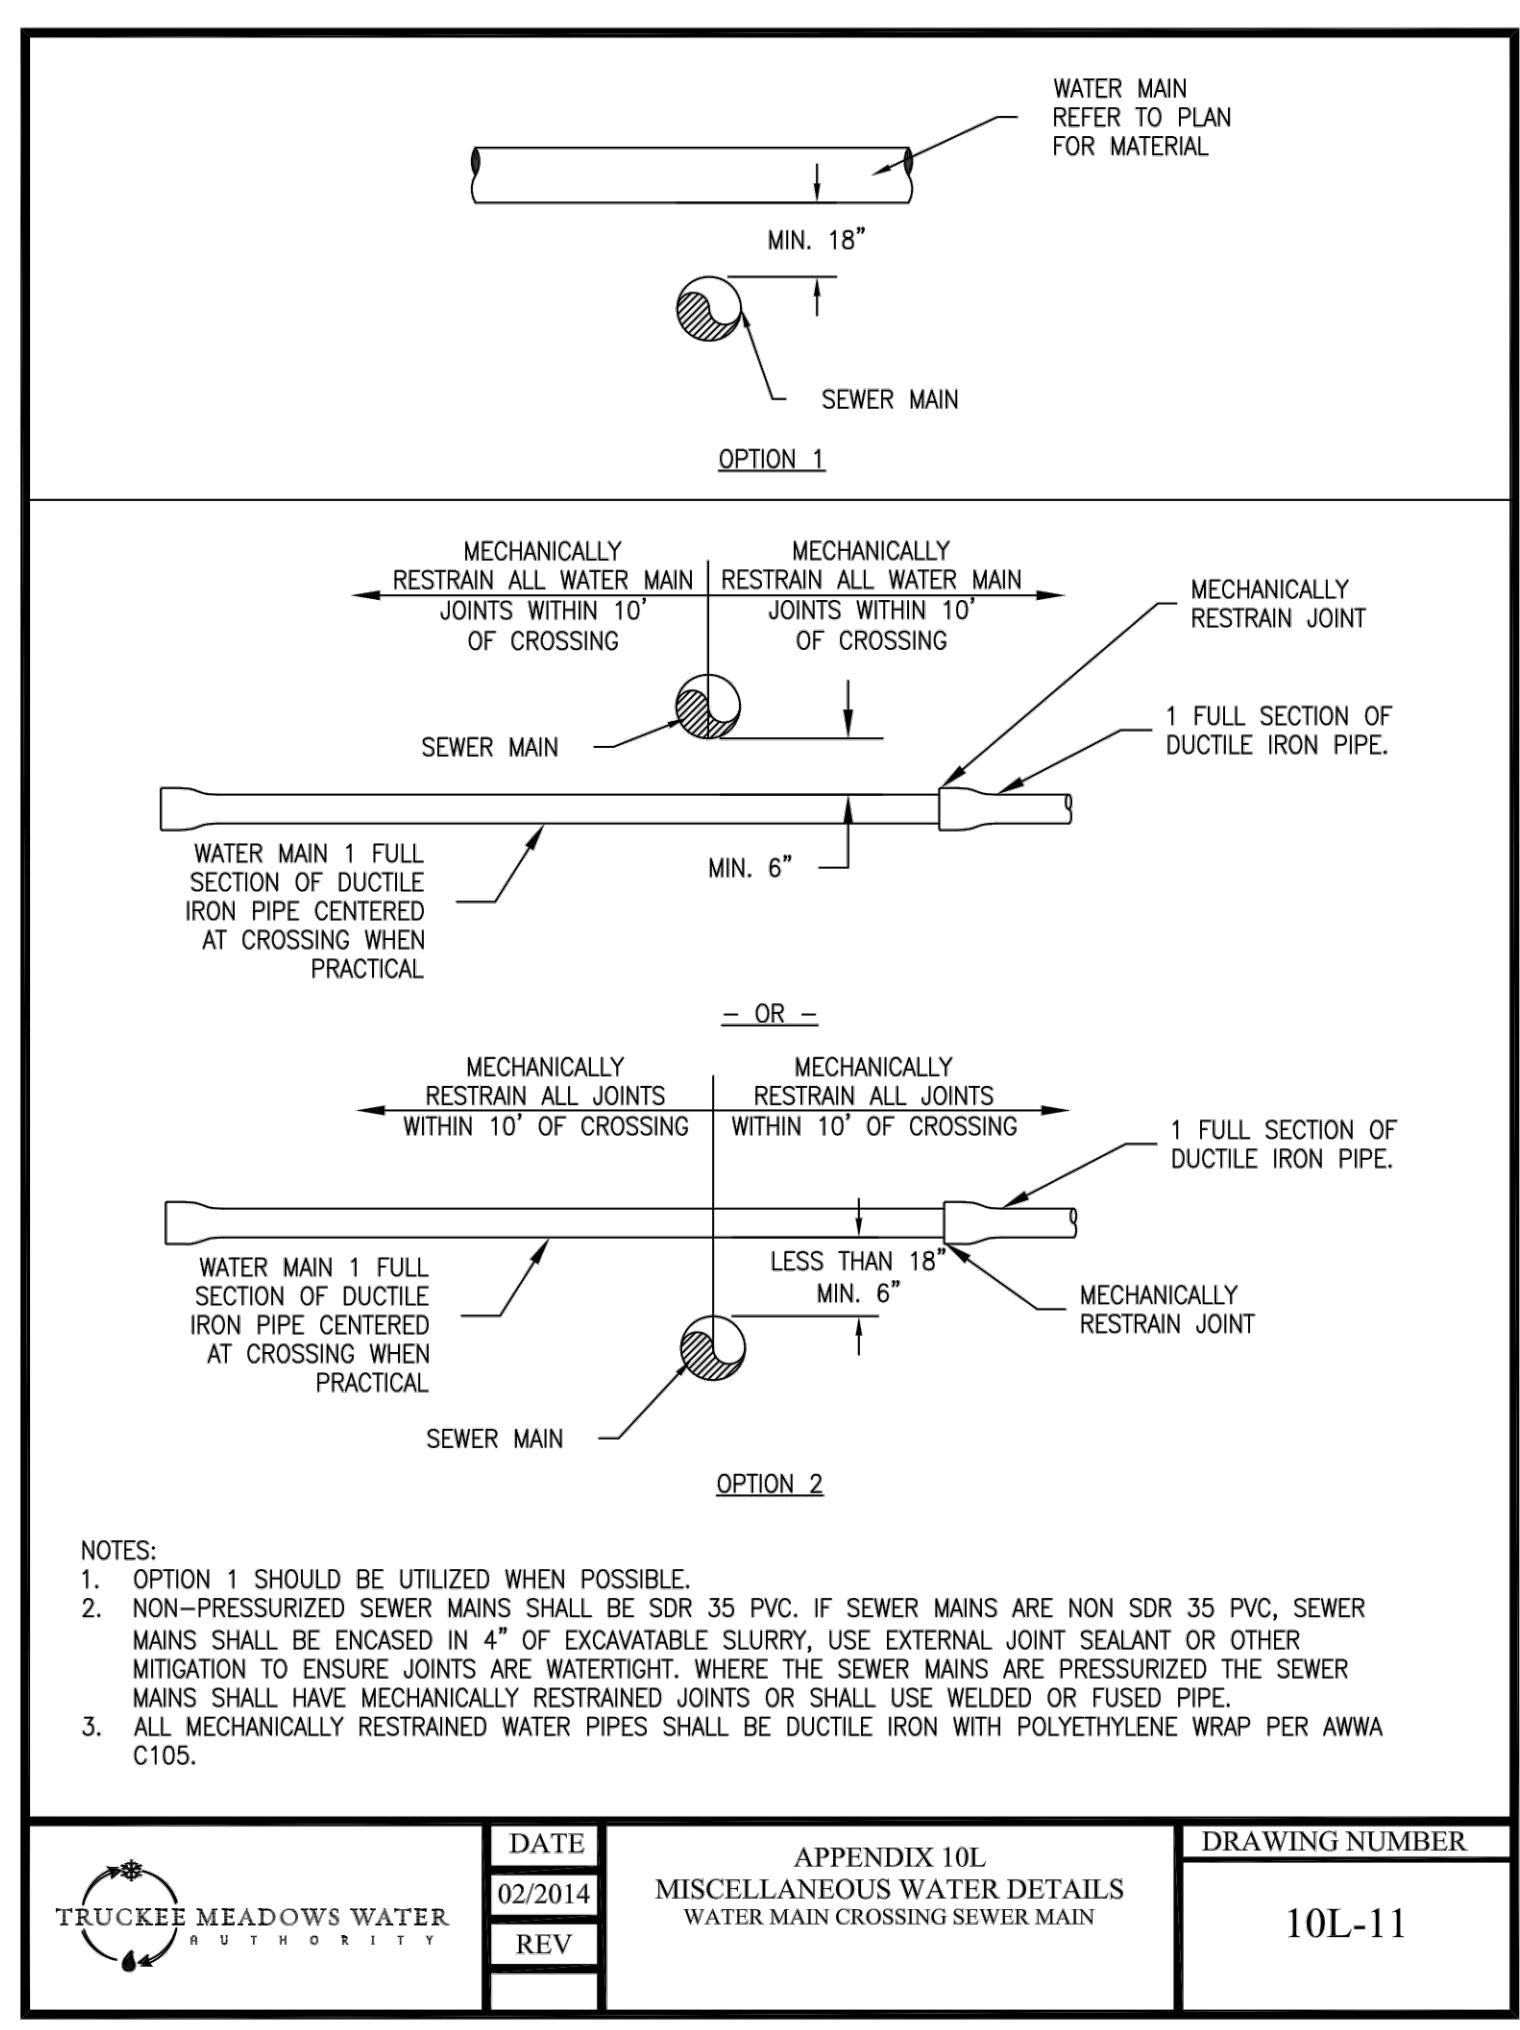 WATER MAIN
REFER TO PLAN
FOR MATERIAL
MIN. 18"
SEWER MAIN
OPTION 1
MECHANICALLY
RESTRAIN ALL WATER MAIN
JOINTS WITHIN 10'
OF CROSSING
MECHANICALLY
RESTRAIN ALL WATER MAIN
JOINTS WITHIN 10'
OF CROSSING
MECHANICALLY
RESTRAIN JOINT
1 FULL SECTION OF
DUCTILE IRON PIPE.
SEWER MAIN
WATER MAIN 1 FULL
SECTION OF DUCTILE
IRON PIPE CENTERED
AT CROSSING WHEN
PRACTICAL
MIN. 6"
– OR –
MECHANICALLY
RESTRAIN ALL JOINTS
WITHIN 10' OF CROSSING
MECHANICALLY
RESTRAIN ALL JOINTS
WITHIN 10' OF CROSSING
1 FULL SECTION OF
DUCTILE IRON PIPE.
WATER MAIN 1 FULL
SECTION OF DUCTILE
IRON PIPE CENTERED
AT CROSSING WHEN
PRACTICAL
LESS THAN 18"
MIN. 6"
MECHANICALLY
RESTRAIN JOINT
SEWER MAIN
OPTION 2
NOTES:
1. OPTION 1 SHOULD BE UTILIZED WHEN POSSIBLE.
2. NON–PRESSURIZED SEWER MAINS SHALL BE SDR 35 PVC. IF SEWER MAINS ARE NON SDR 35 PVC, SEWER
MAINS SHALL BE ENCASED IN 4" OF EXCAVATABLE SLURRY, USE EXTERNAL JOINT SEALANT OR OTHER
MITIGATION TO ENSURE JOINTS ARE WATERTIGHT. WHERE THE SEWER MAINS ARE PRESSURIZED THE SEWER
MAINS SHALL HAVE MECHANICALLY RESTRAINED JOINTS OR SHALL USE WELDED OR FUSED PIPE.
3. ALL MECHANICALLY RESTRAINED WATER PIPES SHALL BE DUCTILE IRON WITH POLYETHYLENE WRAP PER AWWA
C105.
TRUCKEE MEADOWS WATER
AUTHORITY
DATE
02/2014
REV
APPENDIX 10L
MISCELLANEOUS WATER DETAILS
WATER MAIN CROSSING SEWER MAIN
DRAWING NUMBER
10L-11